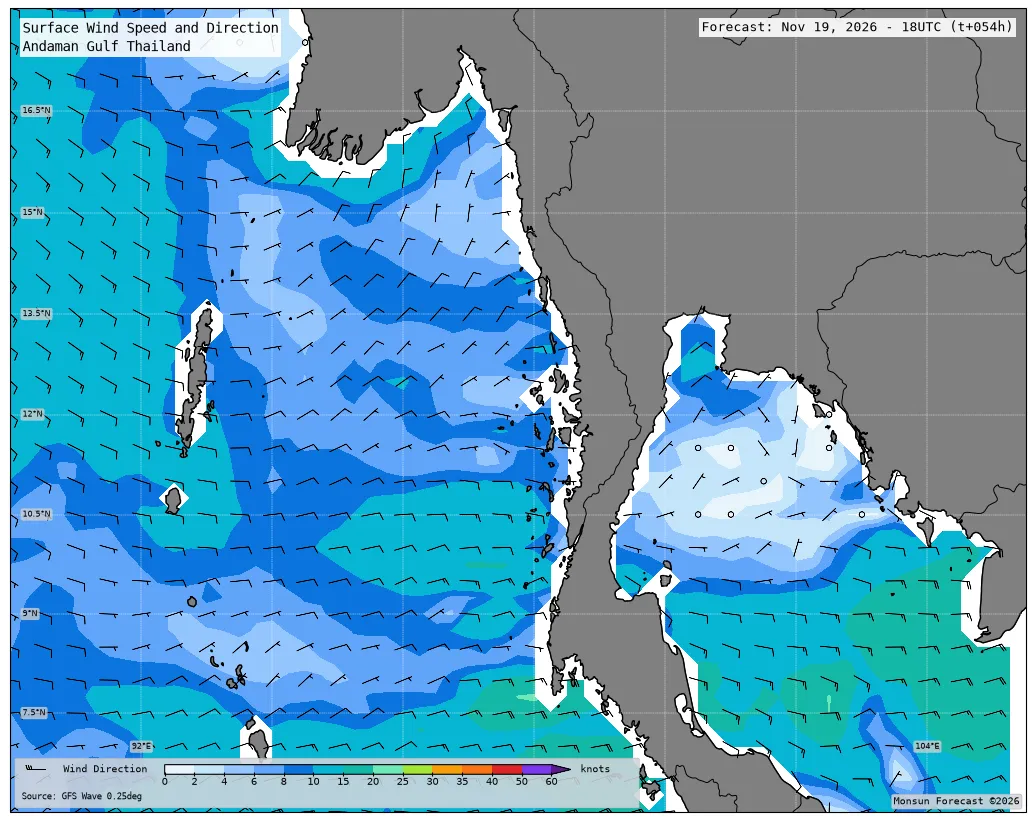 Surface Wind Speed and Direction
Andaman Gulf Thailand
Forecast: Nov 19, 2026 - 18UTC (t+054h)
16.5°N
15°N
13.5°N
12°N
10.5°N
9°N
7.5°N
92°E
104°E
Wind Direction
0 2 4 6 8 10 15 20 25 30 35 40 50 60
knots
Source: GFS Wave 0.25deg
Monsun Forecast ©2026